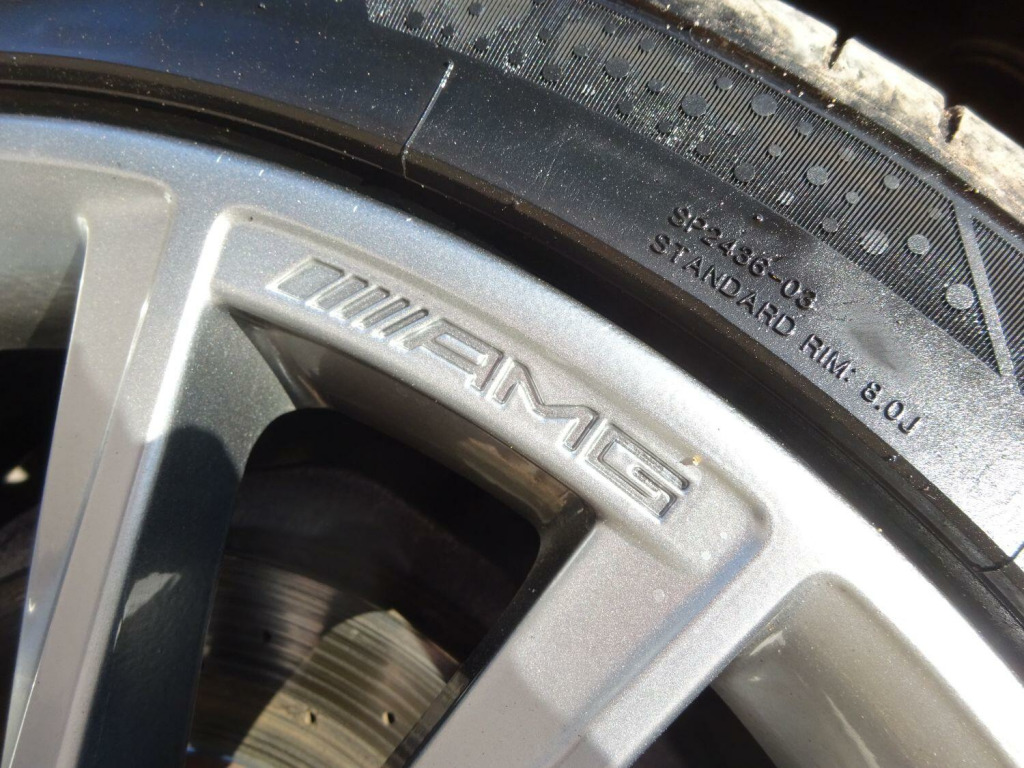 SP2436-03
STANDARD RIM: 8.0J
AMG